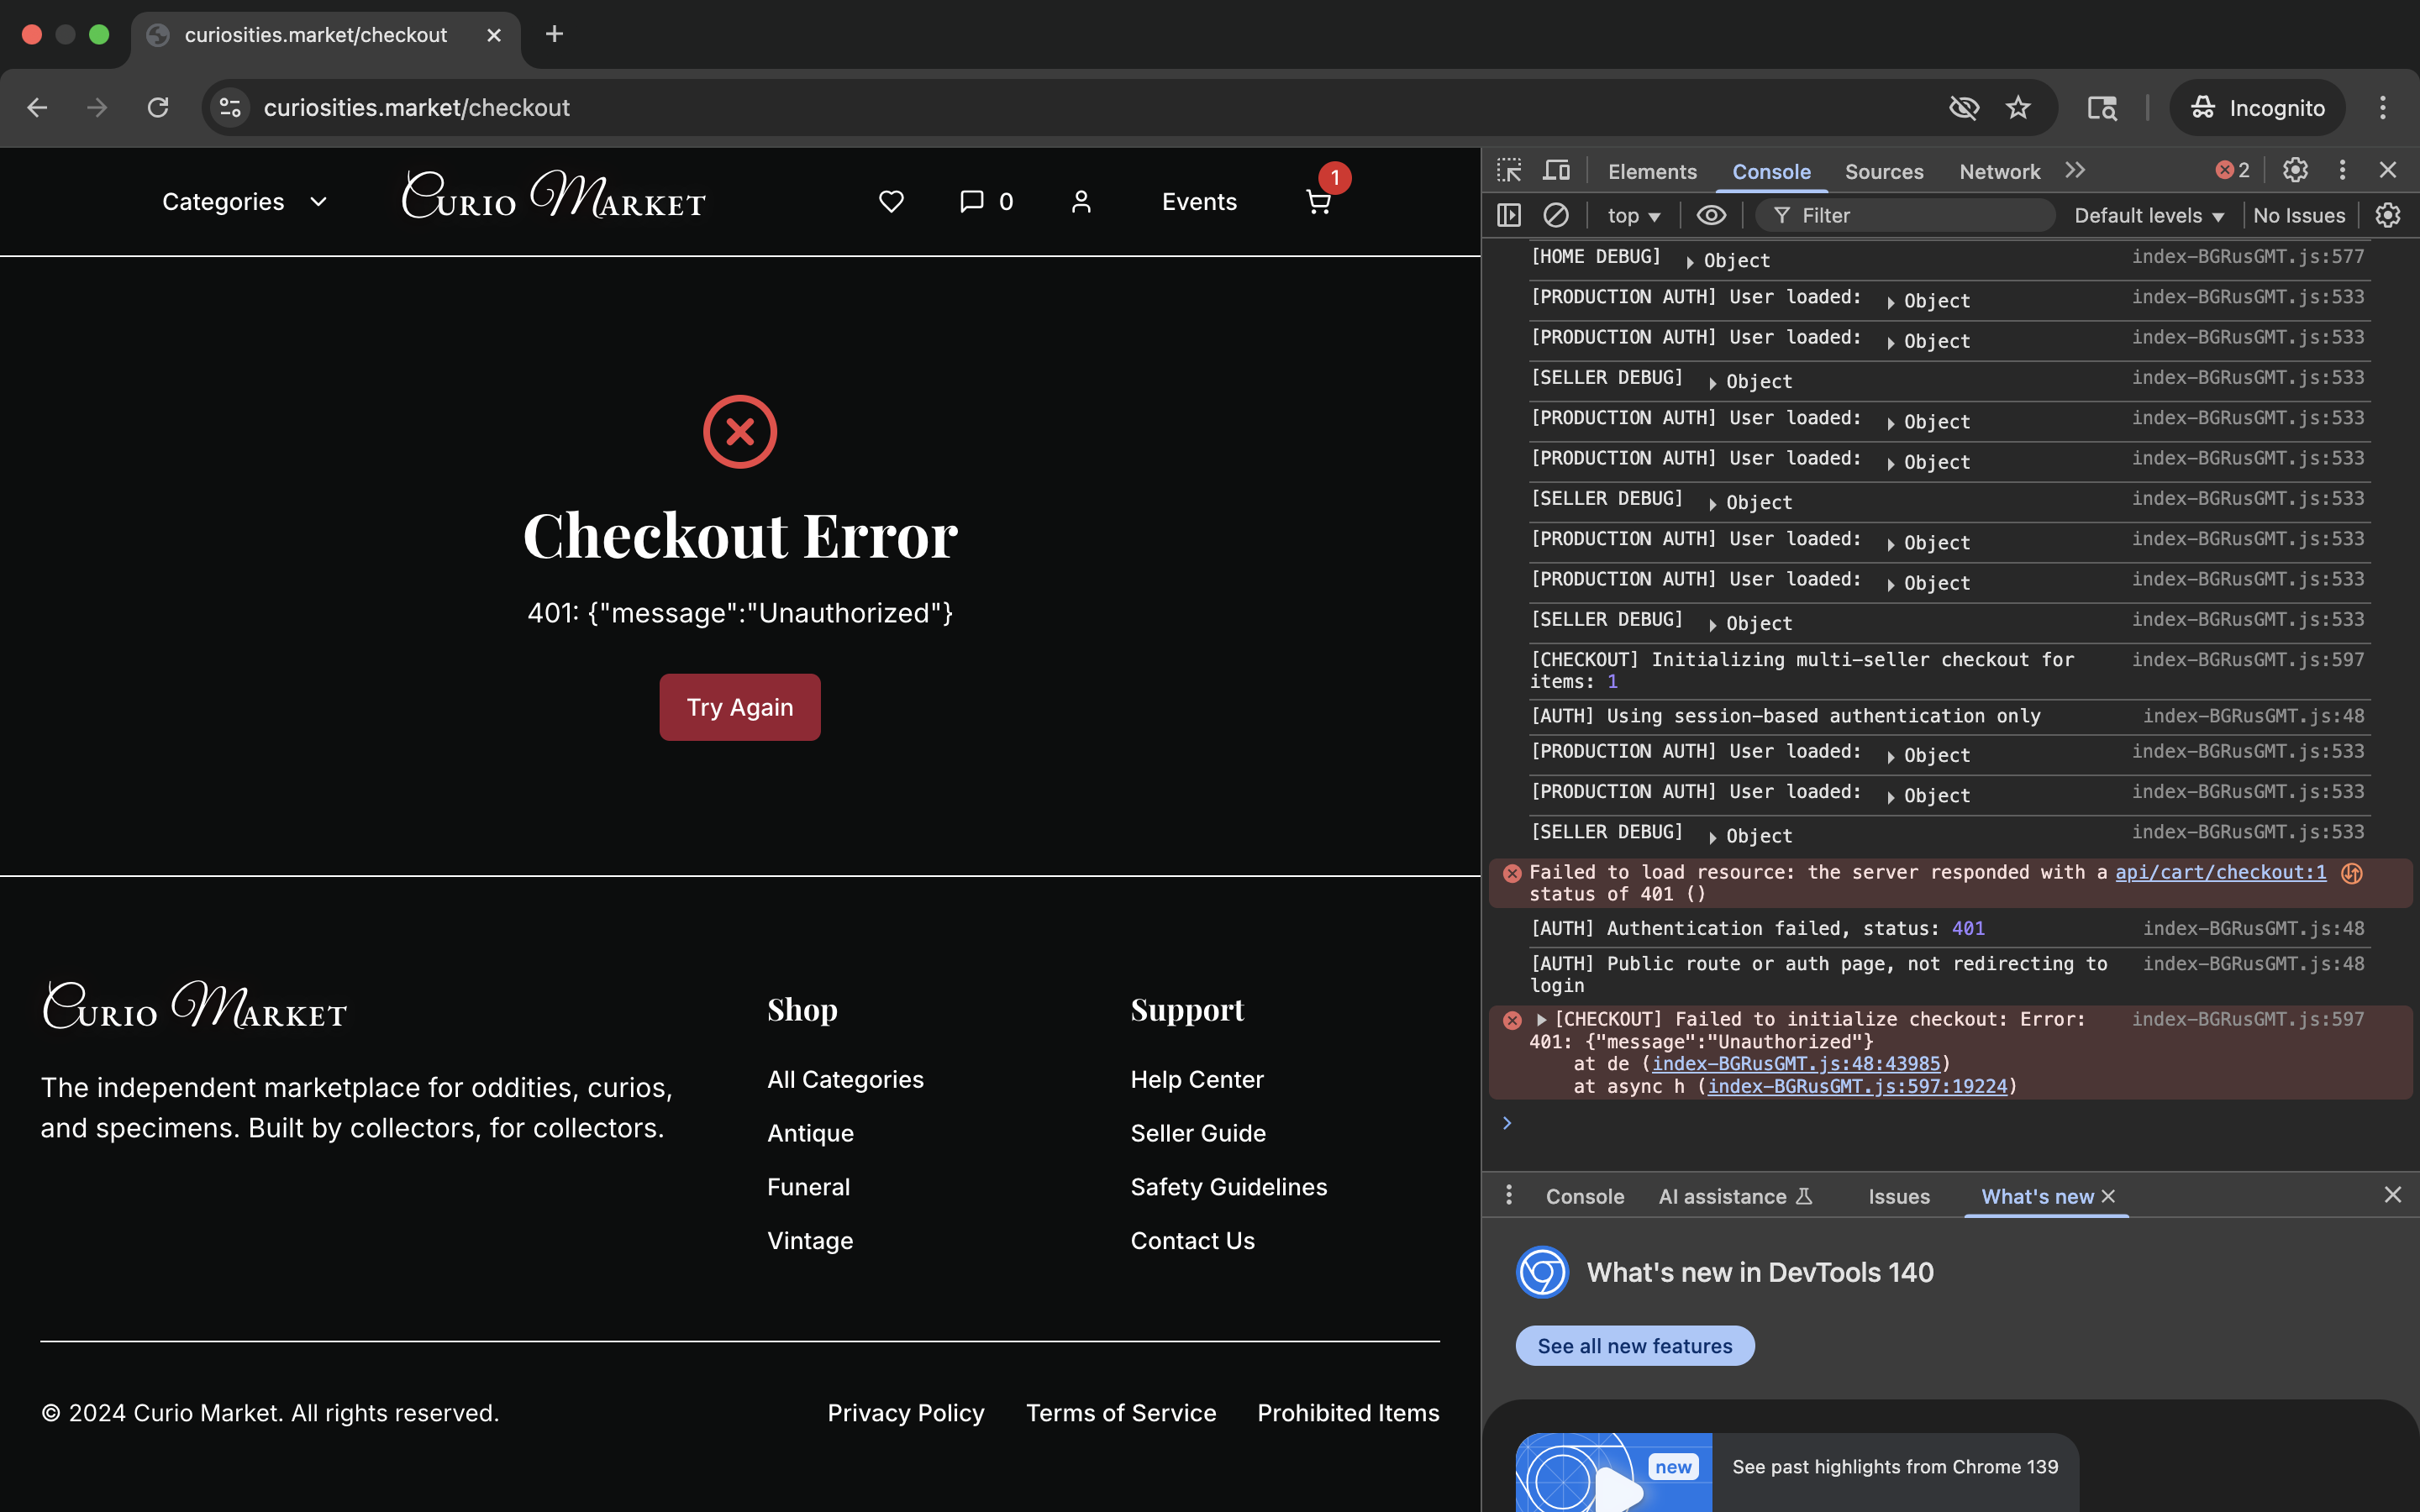 curiosities.market/checkout
curiosities.market/checkout
Incognito
Categories
Curio Market
0
Events
1
Checkout Error
401: {"message":"Unauthorized"}
Try Again
Curio Market
The independent marketplace for oddities, curios,
and specimens. Built by collectors, for collectors.
Shop
All Categories
Antique
Funeral
Vintage
Support
Help Center
Seller Guide
Safety Guidelines
Contact Us
© 2024 Curio Market. All rights reserved.
Privacy Policy
Terms of Service
Prohibited Items
Elements
Console
Sources
Network
2
top
Filter
Default levels
No Issues
[HOME DEBUG] Object index-BGRusGMT.js:577
[PRODUCTION AUTH] User loaded: Object index-BGRusGMT.js:533
[PRODUCTION AUTH] User loaded: Object index-BGRusGMT.js:533
[SELLER DEBUG] Object index-BGRusGMT.js:533
[PRODUCTION AUTH] User loaded: Object index-BGRusGMT.js:533
[PRODUCTION AUTH] User loaded: Object index-BGRusGMT.js:533
[SELLER DEBUG] Object index-BGRusGMT.js:533
[PRODUCTION AUTH] User loaded: Object index-BGRusGMT.js:533
[PRODUCTION AUTH] User loaded: Object index-BGRusGMT.js:533
[SELLER DEBUG] Object index-BGRusGMT.js:533
[CHECKOUT] Initializing multi-seller checkout for index-BGRusGMT.js:597
items: 1
[AUTH] Using session-based authentication only index-BGRusGMT.js:48
[PRODUCTION AUTH] User loaded: Object index-BGRusGMT.js:533
[PRODUCTION AUTH] User loaded: Object index-BGRusGMT.js:533
[SELLER DEBUG] Object index-BGRusGMT.js:533
Failed to load resource: the server responded with a api/cart/checkout:1
status of 401 ()
[AUTH] Authentication failed, status: 401 index-BGRusGMT.js:48
[AUTH] Public route or auth page, not redirecting to index-BGRusGMT.js:48
login
[CHECKOUT] Failed to initialize checkout: Error: index-BGRusGMT.js:597
401: {"message":"Unauthorized"}
at de (index-BGRusGMT.js:48:43985)
at async h (index-BGRusGMT.js:597:19224)
Console
AI assistance
Issues
What's new
What's new in DevTools 140
See all new features
new
See past highlights from Chrome 139